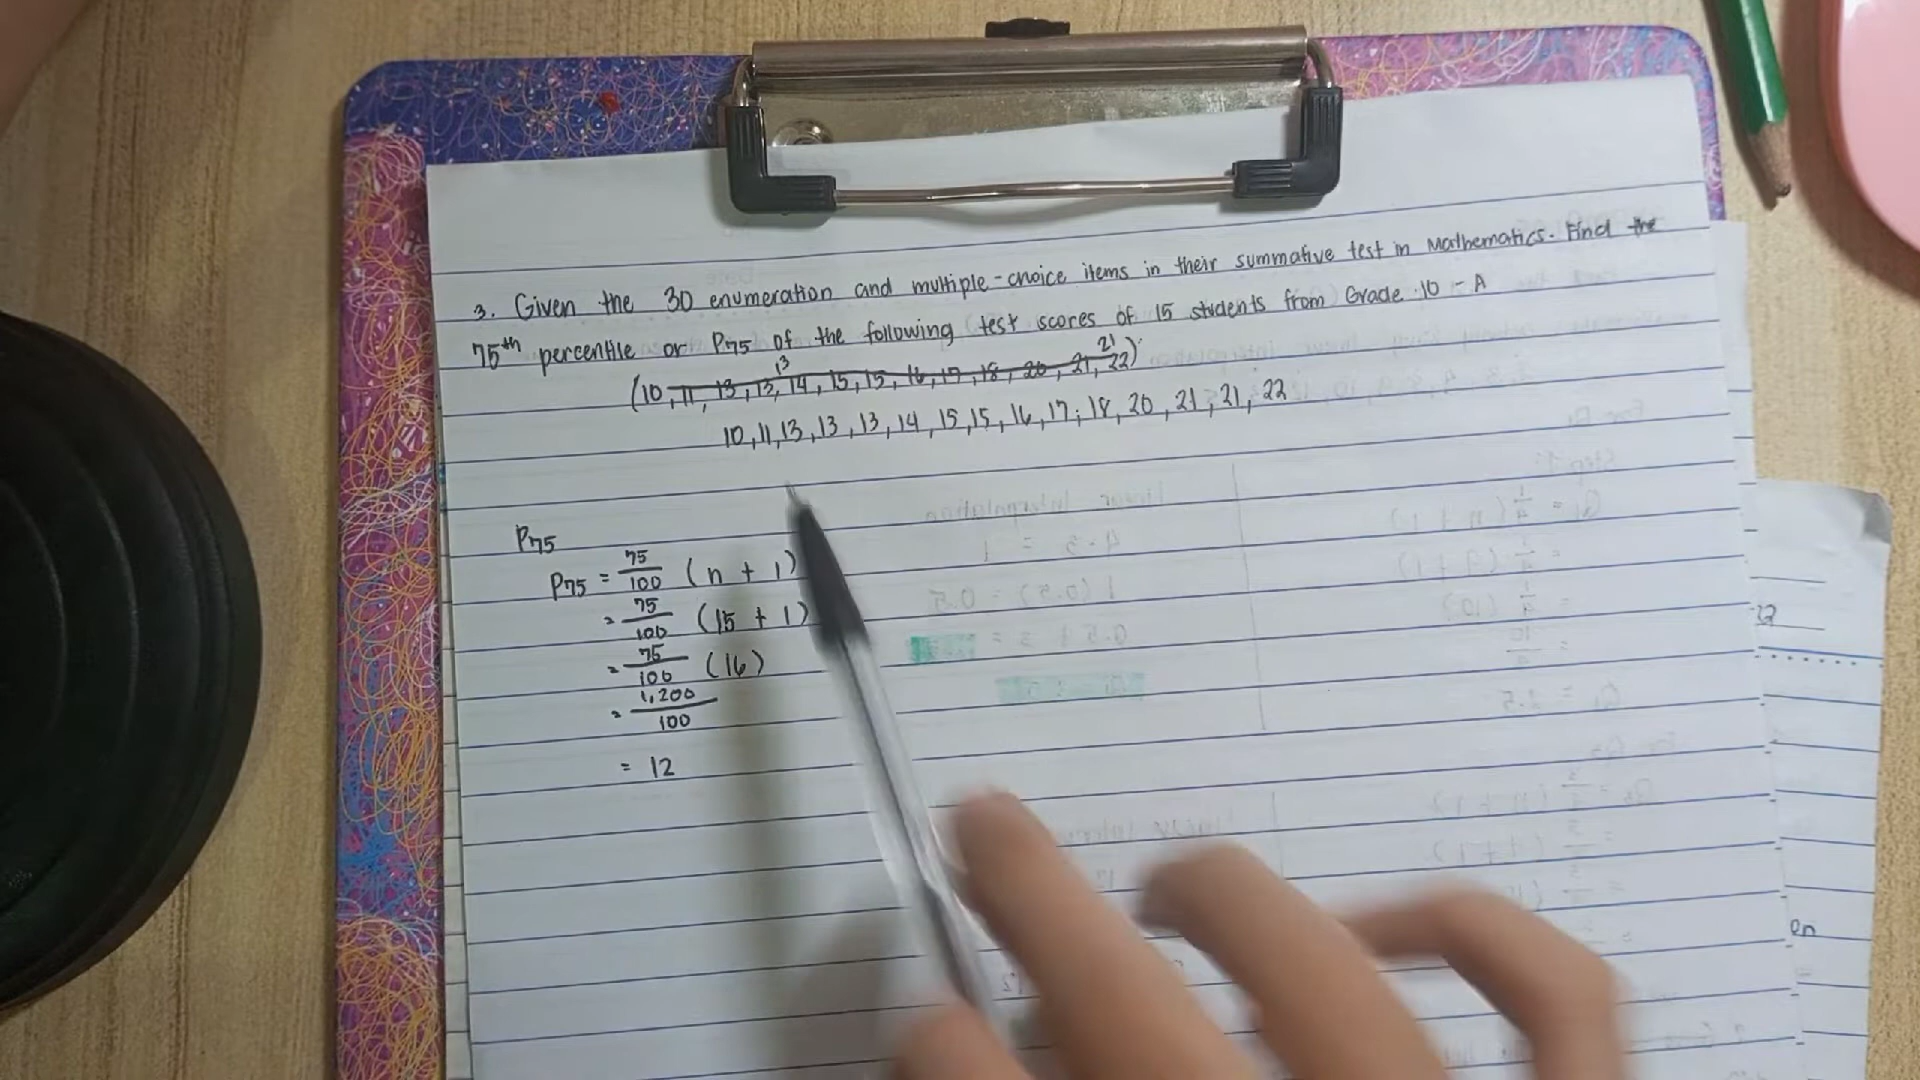 3. Given the 30 enumeration and multiple-choice items in their summative test in Mathematics. Find the
75th percentile or P75 of the following test scores of 15 students from Grade 10 - A
13 21
(10, 11, 13, 13, 14, 15, 15, 16, 17, 18, 20, 21, 22)
10, 11, 13, 13, 13, 14, 15, 15, 16, 17, 18, 20, 21, 21, 22
P75
P75 = 75/100 (n + 1)
= 75/100 (15 + 1)
= 75/100 (16)
= 1,200/100
= 12
en